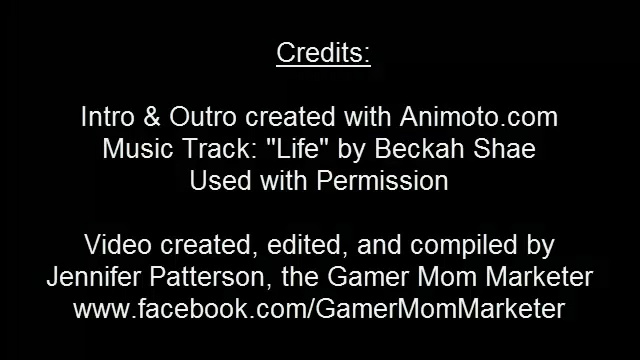 Credits:
Intro & Outro created with Animoto.com
Music Track: "Life" by Beckah Shae
Used with Permission
Video created, edited, and compiled by
Jennifer Patterson, the Gamer Mom Marketer
www.facebook.com/GamerMomMarketer